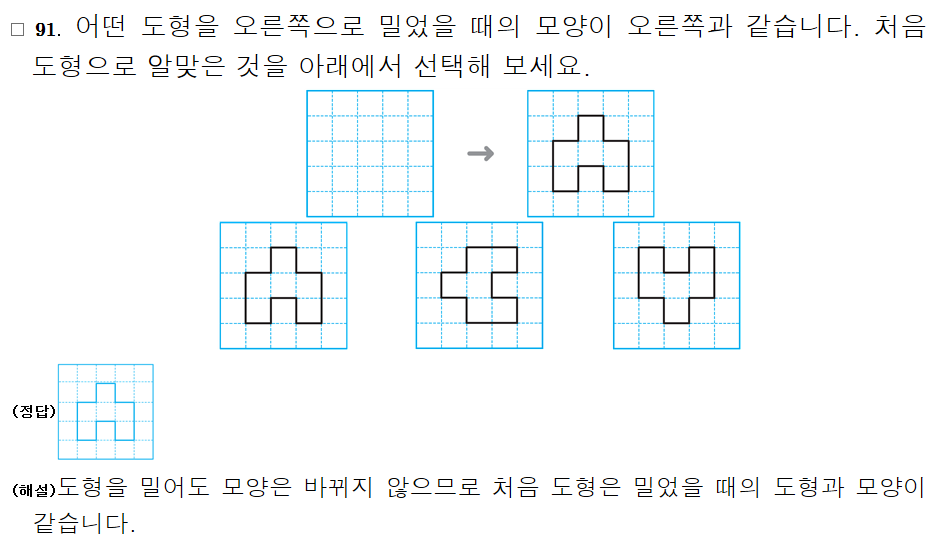 □ 91. 어떤 도형을 오른쪽으로 밀었을 때의 모양이 오른쪽과 같습니다. 처음
도형으로 알맞은 것을 아래에서 선택해 보세요.
→
(정답)
(해설)도형을 밀어도 모양은 바뀌지 않으므로 처음 도형은 밀었을 때의 도형과 모양이
같습니다.